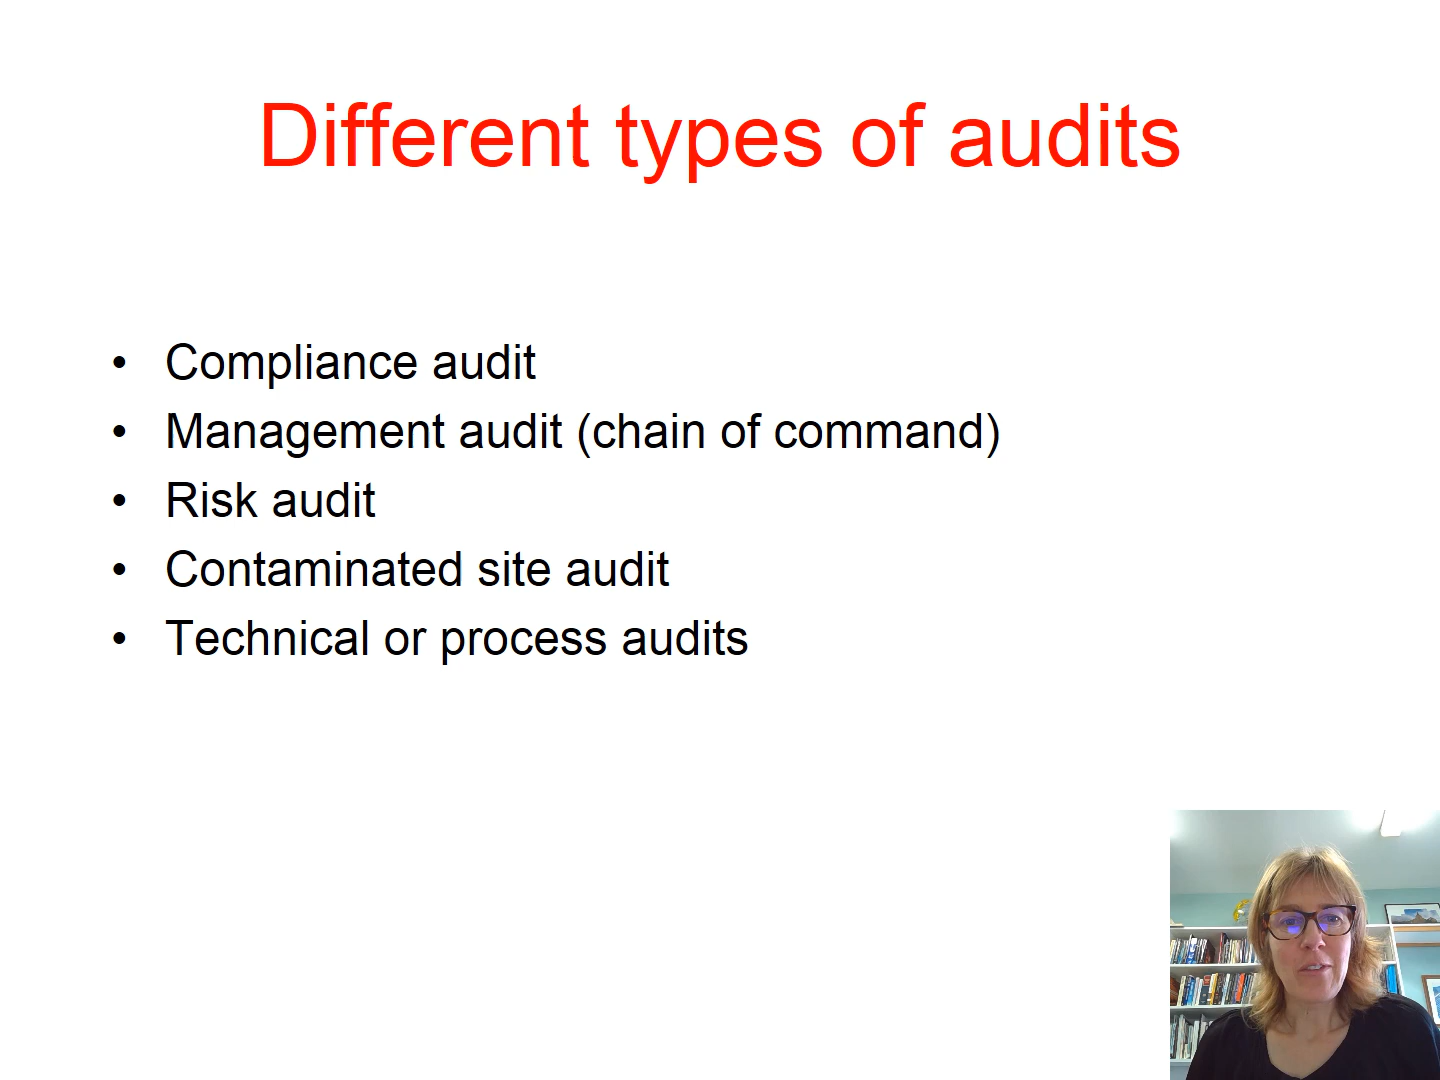 Different types of audits
• Compliance audit
• Management audit (chain of command)
• Risk audit
• Contaminated site audit
• Technical or process audits